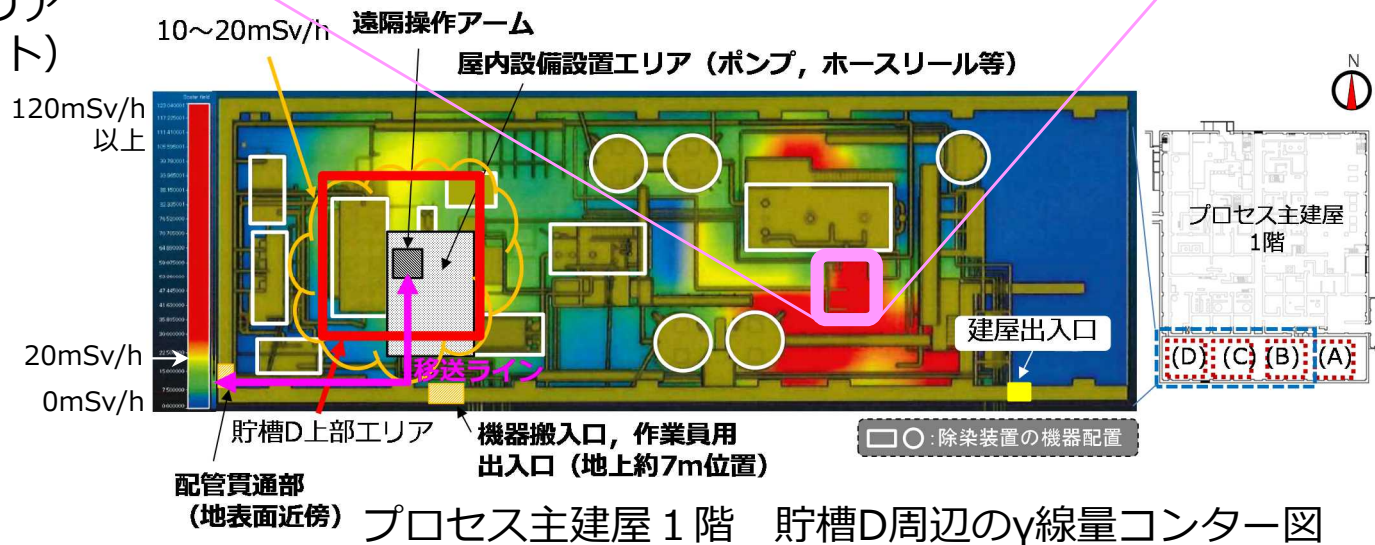 ト）
10～20mSv/h
遠隔操作アーム
屋内設備設置エリア（ポンプ，ホースリール等）
N
120mSv/h
以上
プロセス主建屋
1階
建屋出入口
20mSv/h
移送ライン
(D) (C) (B) (A)
0mSv/h
貯槽D上部エリア
機器搬入口，作業員用
出入口（地上約7m位置）
□○:除染装置の機器配置
配管貫通部
（地表面近傍）
プロセス主建屋１階　貯槽D周辺のγ線量コンター図